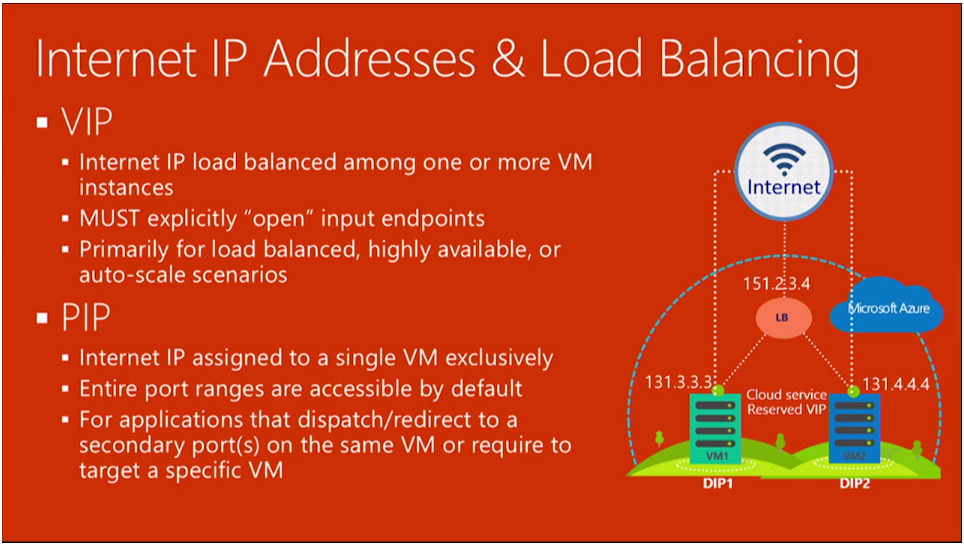 Internet IP Addresses & Load Balancing
VIP
Internet IP load balanced among one or more VM
instances
MUST explicitly “open” input endpoints
Primarily for load balanced, highly available, or
auto-scale scenarios
PIP
Internet IP assigned to a single VM exclusively
Entire port ranges are accessible by default
For applications that dispatch/redirect to a
secondary port(s) on the same VM or require to
target a specific VM
Internet
151.2.3.4
Microsoft Azure
LB
131.3.3.3
Cloud service
Reserved VIP
131.4.4.4
VM1
VM2
DIP1
DIP2